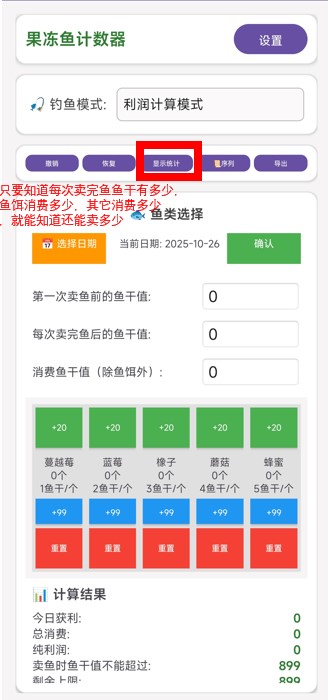 果冻鱼计数器
设置
🎣 钓鱼模式:
利润计算模式
撤销
恢复
显示统计
📜序列
导出
只要知道每次卖完鱼鱼干有多少,
鱼饵消费多少, 其它消费多少
, 就能知道还能卖多少
🐟 鱼类选择
📅 选择日期
当前日期: 2025-10-26
确认
第一次卖鱼前的鱼干值:
0
每次卖完后的鱼干值:
0
消费鱼干值（除鱼饵外）:
0
+20
+20
+20
+20
+20
蔓越莓
蓝莓
橡子
蘑菇
蜂蜜
0个
0个
0个
0个
0个
1鱼干/个
2鱼干/个
3鱼干/个
4鱼干/个
5鱼干/个
+99
+99
+99
+99
+99
重置
重置
重置
重置
重置
📊 计算结果
今日获利:
0
总消费:
0
纯利润:
0
卖鱼时鱼干值不能超过:
899
剩余上限:
899